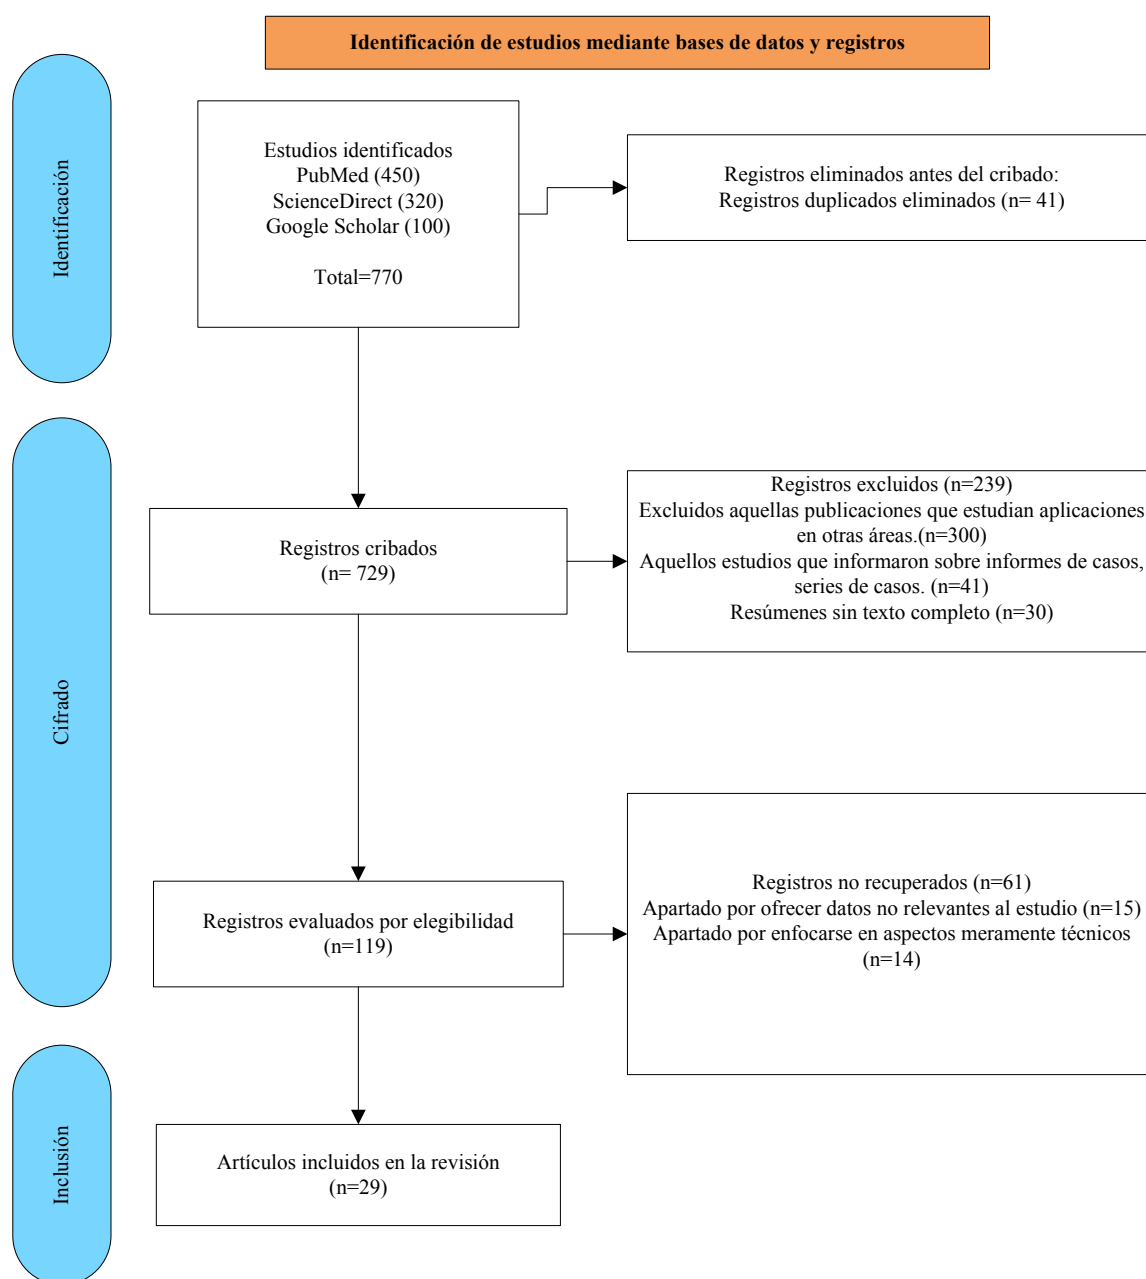 Identificación de estudios mediante bases de datos y registros
Identificación
Estudios identificados
PubMed (450)
ScienceDirect (320)
Google Scholar (100)
Total=770
Registros eliminados antes del cribado:
Registros duplicados eliminados (n= 41)
Cifrado
Registros cribados
(n= 729)
Registros excluidos (n=239)
Excluidos aquellas publicaciones que estudian aplicaciones
en otras áreas.(n=300)
Aquellos estudios que informaron sobre informes de casos,
series de casos. (n=41)
Resúmenes sin texto completo (n=30)
Registros evaluados por elegibilidad
(n=119)
Registros no recuperados (n=61)
Apartado por ofrecer datos no relevantes al estudio (n=15)
Apartado por enfocarse en aspectos meramente técnicos
(n=14)
Inclusión
Artículos incluidos en la revisión
(n=29)